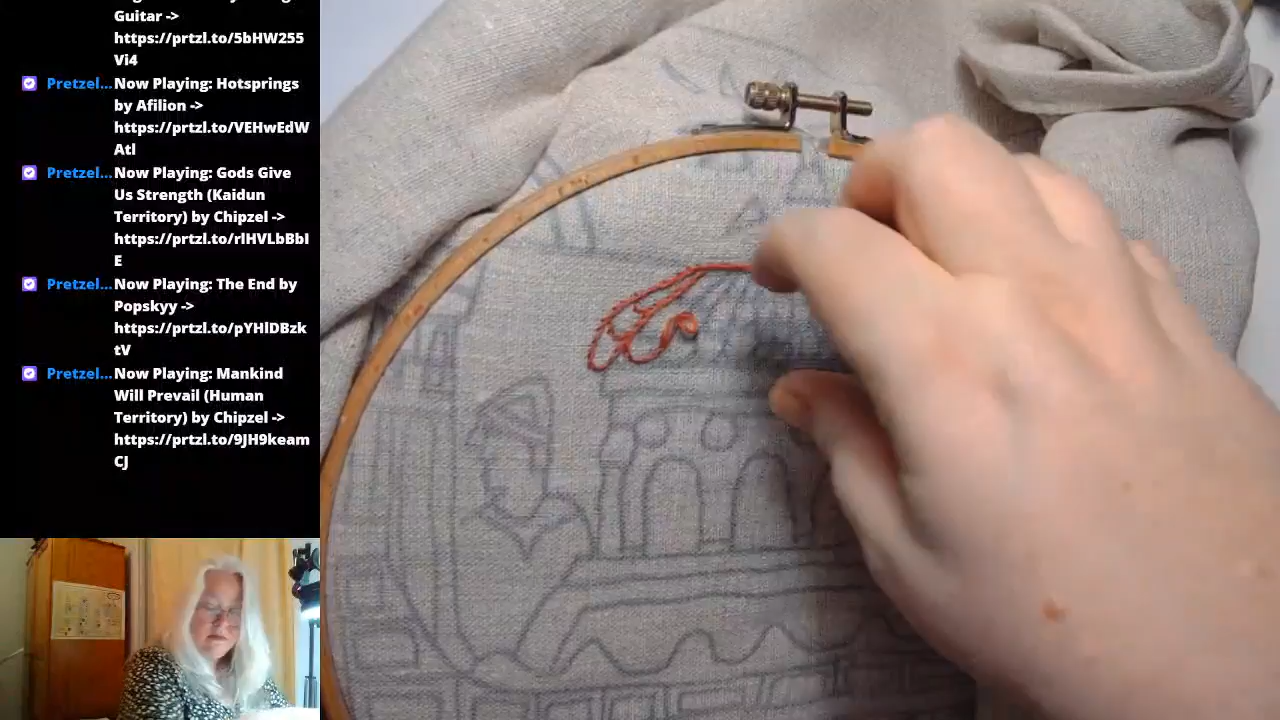 Guitar ->
https://prtzl.to/5bHW255
Vi4
Pretzel... Now Playing: Hotsprings
by Afilion ->
https://prtzl.to/VEHwEdW
Atl
Pretzel... Now Playing: Gods Give
Us Strength (Kaidun
Territory) by Chipzel ->
https://prtzl.to/rlHVLbBbI
E
Pretzel... Now Playing: The End by
Popskyy ->
https://prtzl.to/pYHlDBzk
tV
Pretzel... Now Playing: Mankind
Will Prevail (Human
Territory) by Chipzel ->
https://prtzl.to/9JH9keam
CJ